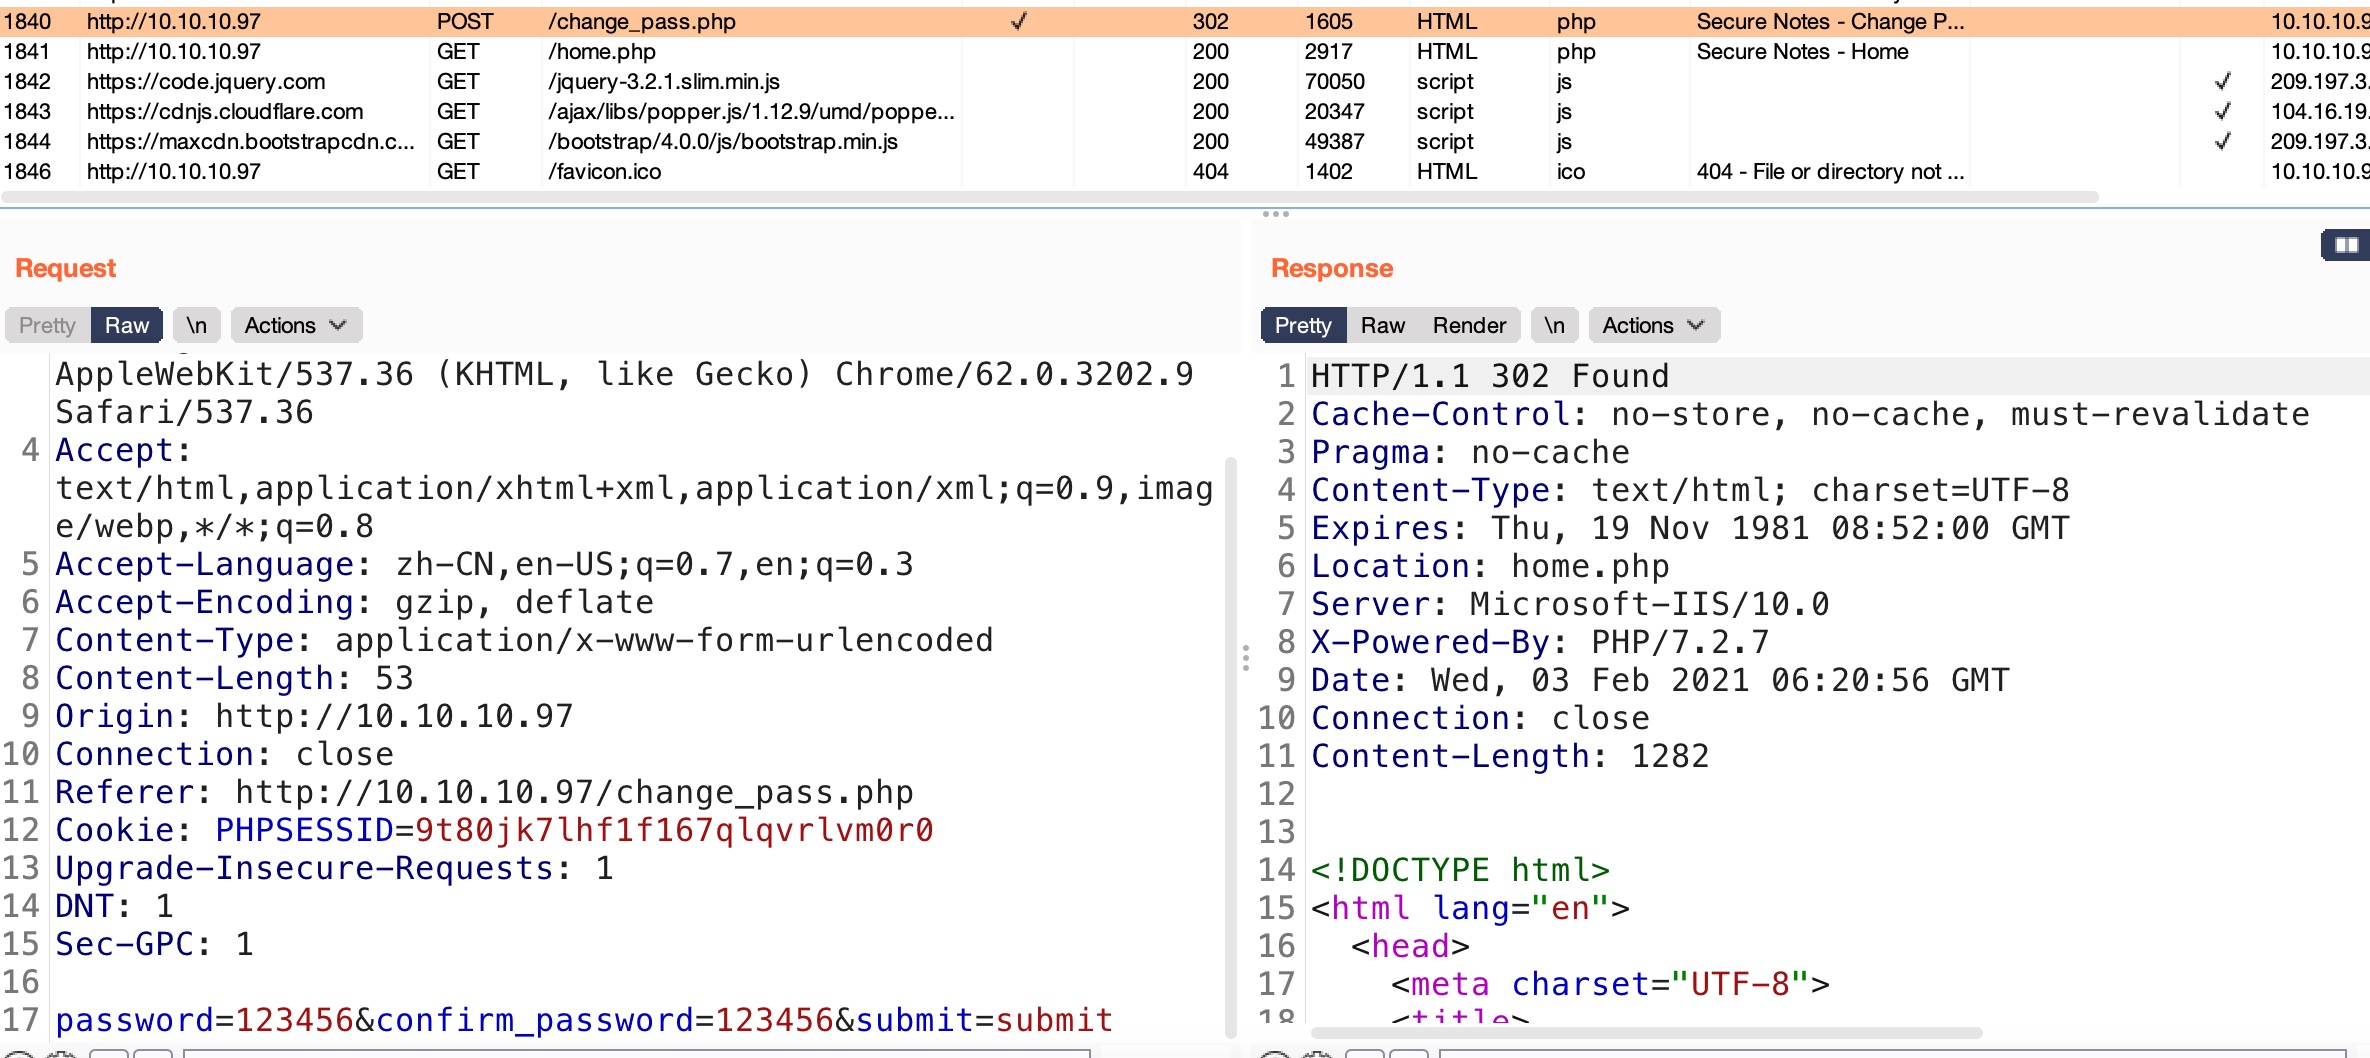 1840 http://10.10.10.97 POST /change_pass.php ✓ 302 1605 HTML php Secure Notes - Change P... 10.10.10.9
1841 http://10.10.10.97 GET /home.php 200 2917 HTML php Secure Notes - Home 10.10.10.9
1842 https://code.jquery.com GET /jquery-3.2.1.slim.min.js 200 70050 script js ✓ 209.197.3.
1843 https://cdnjs.cloudflare.com GET /ajax/libs/popper.js/1.12.9/umd/poppe... 200 20347 script js ✓ 104.16.19.
1844 https://maxcdn.bootstrapcdn.c... GET /bootstrap/4.0.0/js/bootstrap.min.js 200 49387 script js ✓ 209.197.3.
1846 http://10.10.10.97 GET /favicon.ico 404 1402 HTML ico 404 - File or directory not ... 10.10.10.9
Request
Pretty Raw \n Actions
AppleWebKit/537.36 (KHTML, like Gecko) Chrome/62.0.3202.9
Safari/537.36
4 Accept:
text/html,application/xhtml+xml,application/xml;q=0.9,imag
e/webp,*/*;q=0.8
5 Accept-Language: zh-CN,en-US;q=0.7,en;q=0.3
6 Accept-Encoding: gzip, deflate
7 Content-Type: application/x-www-form-urlencoded
8 Content-Length: 53
9 Origin: http://10.10.10.97
10 Connection: close
11 Referer: http://10.10.10.97/change_pass.php
12 Cookie: PHPSESSID=9t80jk7lhf1f167qlqvrlvm0r0
13 Upgrade-Insecure-Requests: 1
14 DNT: 1
15 Sec-GPC: 1
16
17 password=123456&confirm_password=123456&submit=submit
Response
Pretty Raw Render \n Actions
1 HTTP/1.1 302 Found
2 Cache-Control: no-store, no-cache, must-revalidate
3 Pragma: no-cache
4 Content-Type: text/html; charset=UTF-8
5 Expires: Thu, 19 Nov 1981 08:52:00 GMT
6 Location: home.php
7 Server: Microsoft-IIS/10.0
8 X-Powered-By: PHP/7.2.7
9 Date: Wed, 03 Feb 2021 06:20:56 GMT
10 Connection: close
11 Content-Length: 1282
12
13
14 <!DOCTYPE html>
15 <html lang="en">
16 <head>
17 <meta charset="UTF-8">
18 <title>